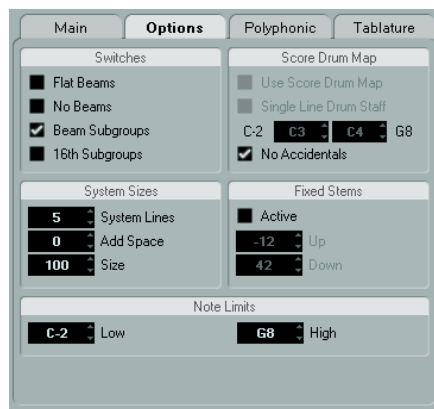 Main Options Polyphonic Tablature
Switches
Flat Beams
No Beams
Beam Subgroups
16th Subgroups
Score Drum Map
Use Score Drum Map
Single Line Drum Staff
C-2 C3 C4 G8
No Accidentals
System Sizes
5 System Lines
0 Add Space
100 Size
Fixed Stems
Active
-12 Up
42 Down
Note Limits
C-2 Low G8 High